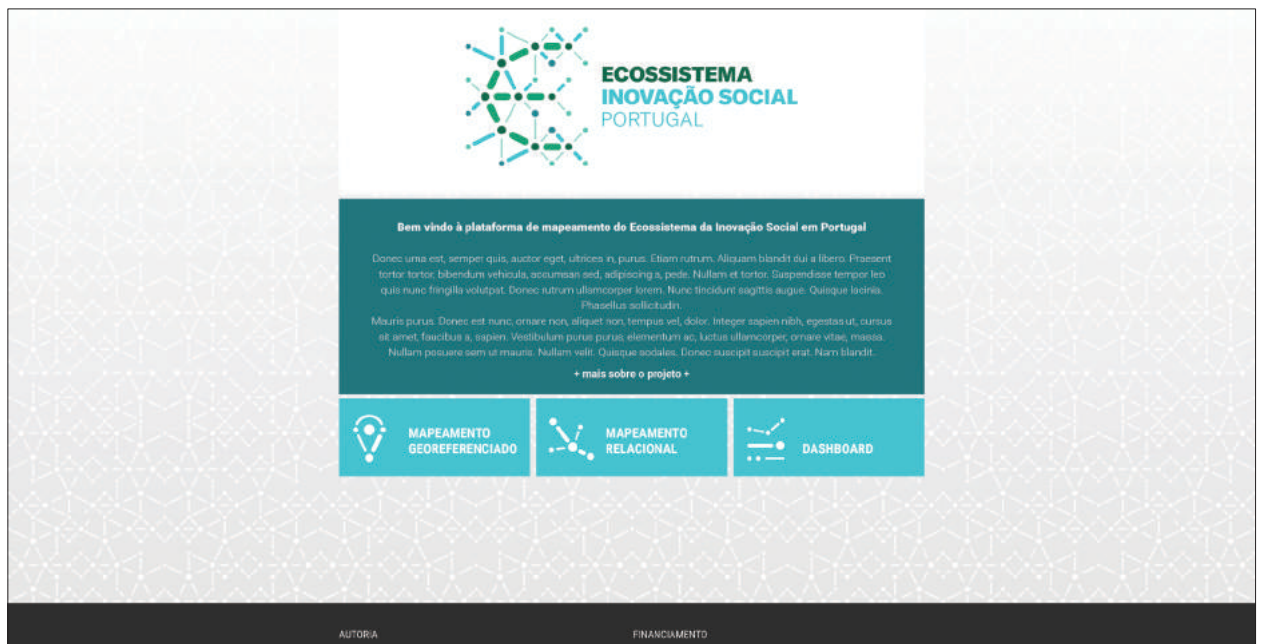 ECOSSISTEMA
INOVAÇÃO SOCIAL
PORTUGAL
Bem vindo à plataforma de mapeamento do Ecossistema da Inovação Social em Portugal
Donec urna est, semper quis, auctor eget, ultrices in, purus. Etiam rutrum. Aliquam blandit dui a libero. Praesent
tortor tortor, bibendum vehicula, accumsan sed, adipiscing a, pede. Nullam et tortor. Suspendisse tempor leo
quis nunc fringilla volutpat. Donec rutrum ullamcorper lorem. Nunc tincidunt sagittis augue. Quisque lacinia.
Phasellus sollicitudin.
Mauris purus. Donec est nunc, ornare non, aliquet non, tempus vel, dolor. Integer sapien nibh, egestas ut, cursus
sit amet, faucibus a, sapien. Vestibulum purus purus, elementum ac, luctus ullamcorper, ornare vitae, massa.
Nullam posuere sem ut mauris. Nullam velit. Quisque sodales. Donec suscipit suscipit erat. Nam blandit.
+ mais sobre o projeto +
MAPEAMENTO
GEOREFERENCIADO
MAPEAMENTO
RELACIONAL
DASHBOARD
AUTORIA
FINANCIAMENTO